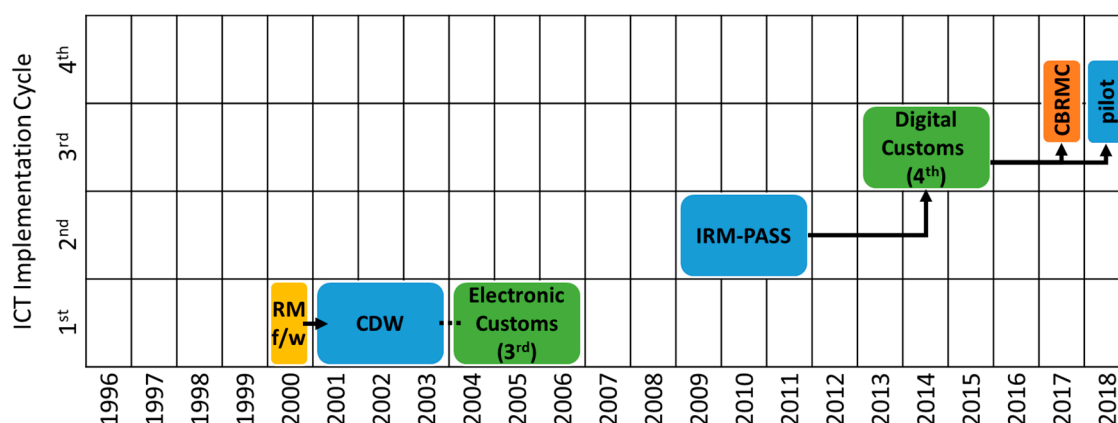 ICT Implementation Cycle
4th
3rd
2nd
1st
CBRMC
pilot
Digital
Customs
(4th)
IRM-PASS
RM
f/w
CDW
Electronic
Customs
(3rd)
1996
1997
1998
1999
2000
2001
2002
2003
2004
2005
2006
2007
2008
2009
2010
2011
2012
2013
2014
2015
2016
2017
2018